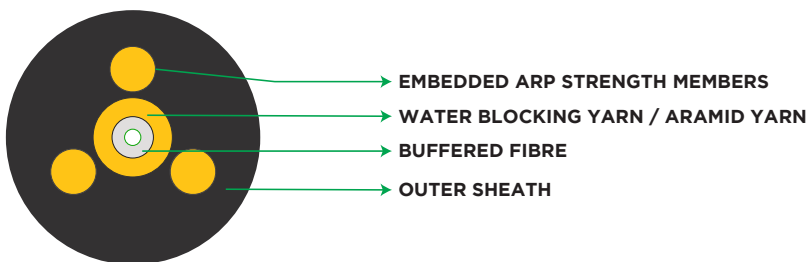 EMBEDDED ARP STRENGTH MEMBERS
WATER BLOCKING YARN / ARAMID YARN
BUFFERED FIBRE
OUTER SHEATH